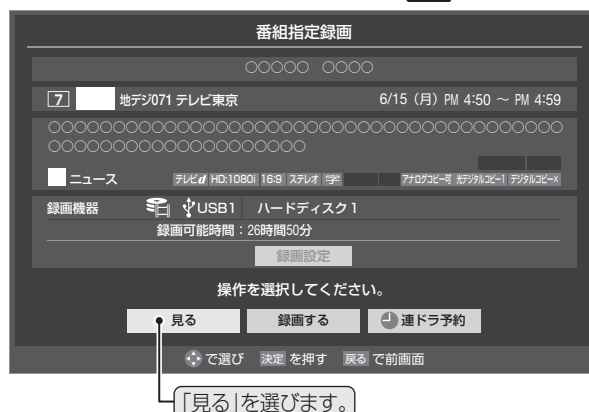 番組指定録画
○○○○○ ○○○○
7 地デジ071 テレビ東京 6/15（月）PM 4:50 ～ PM 4:59
○○○○○○○○○○○○○○○○○○○○○○○○○○○○○○○○○○○○○○○○
○○○○○○○○○○○○○○○○○○○○
ニュース テレビd HD:1080i 16:9 ステレオ 字 アナログコピー可 光デジタルコピー1 デジタルコピー×
録画機器 USB1 ハードディスク1
録画可能時間：26時間50分
録画設定
操作を選択してください。
見る 録画する 連ドラ予約
で選び 決定 を押す 戻る で前画面
「見る」を選びます。